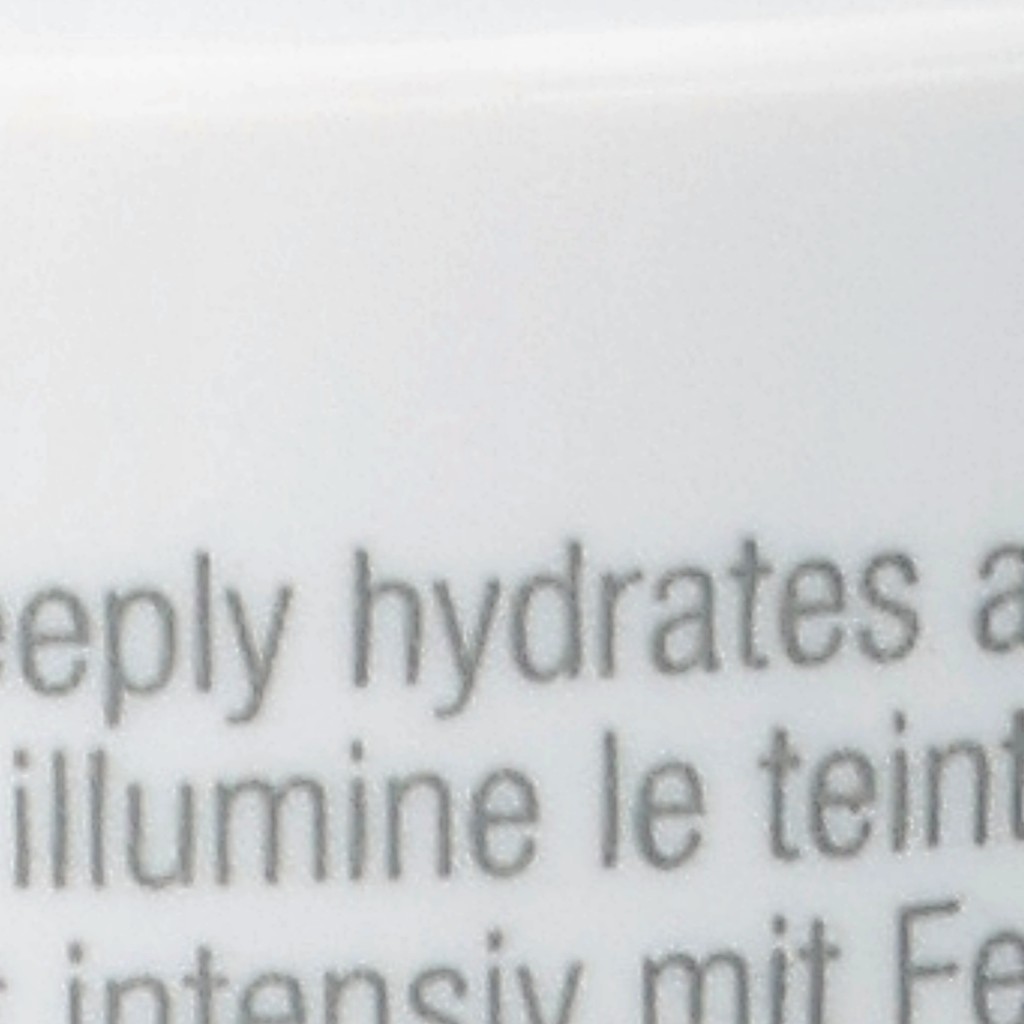 eeply hydrates a
illumine le teint
intensiv mit Fe